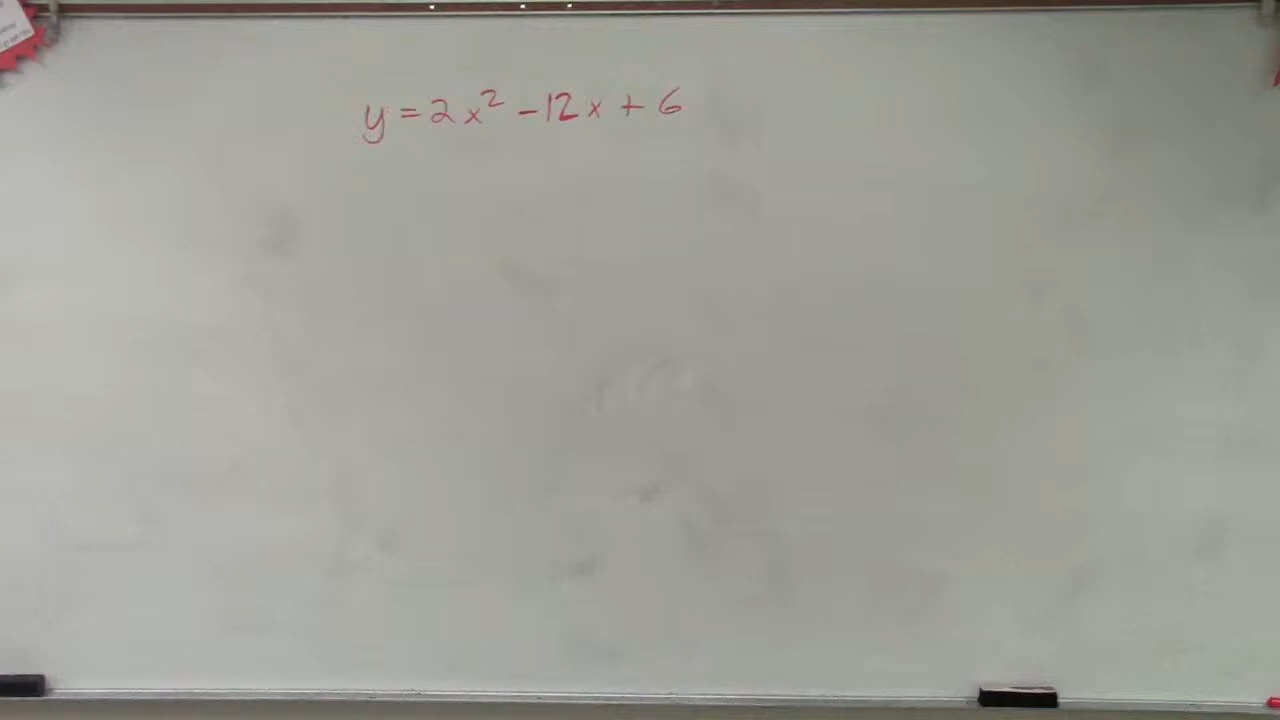 y = 2x² - 12x + 6